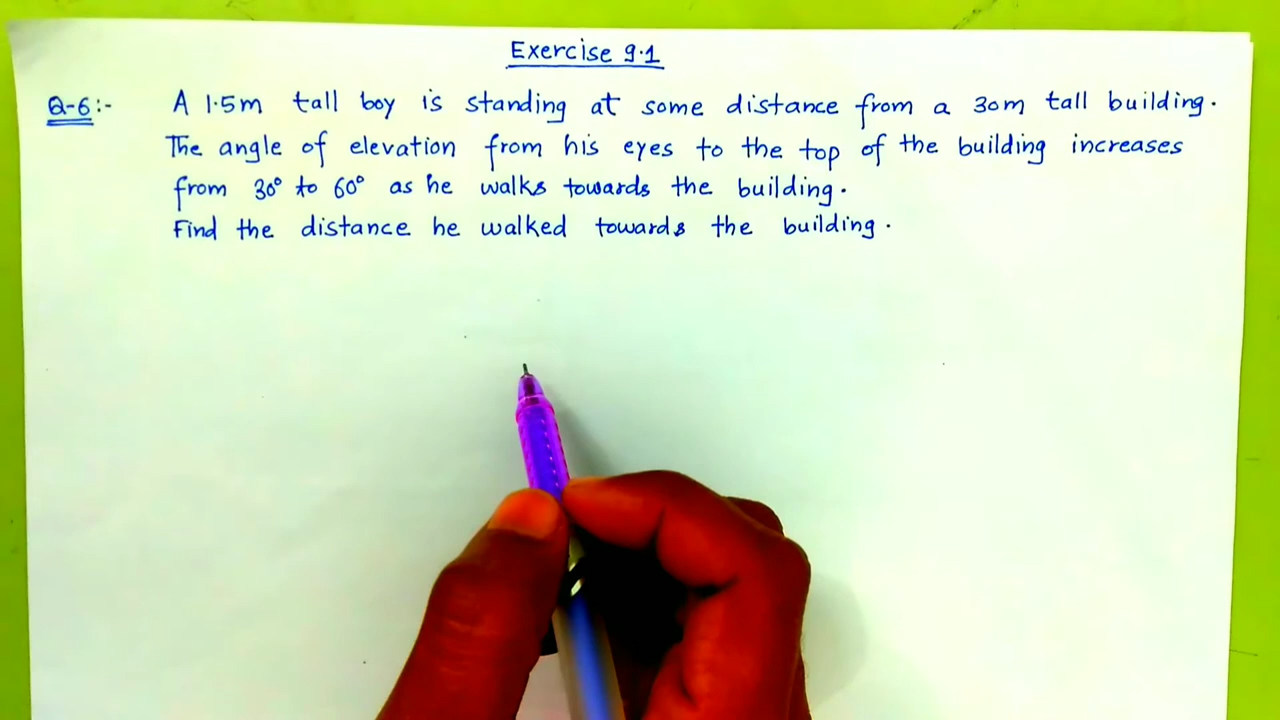 Exercise 9.1
Q-6:- A 1.5m tall boy is standing at some distance from a 30m tall building.
The angle of elevation from his eyes to the top of the building increases
from 30° to 60° as he walks towards the building.
Find the distance he walked towards the building.